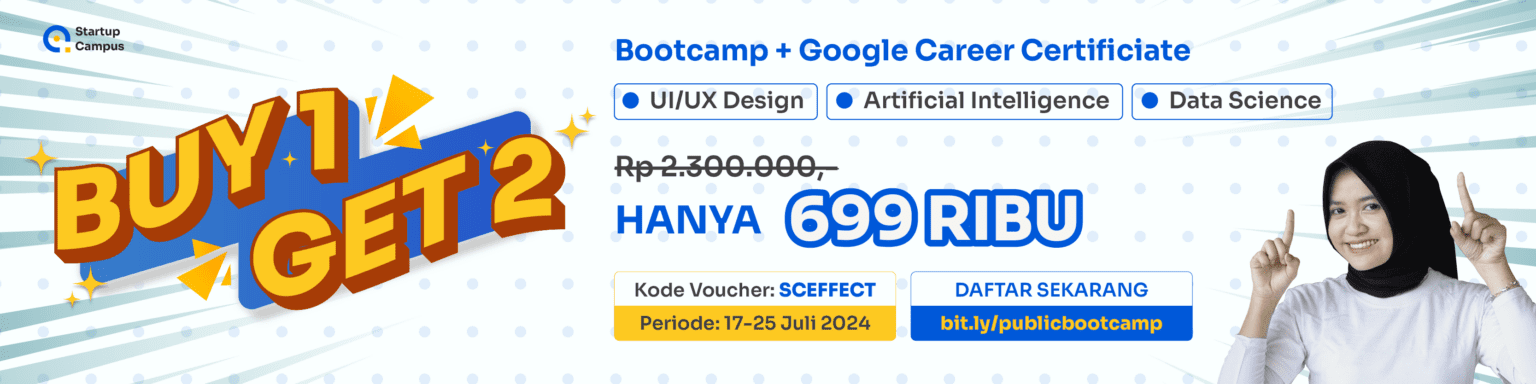 Startup
Campus
BUY 1
GET 2
Bootcamp + Google Career Certificiate
UI/UX Design
Artificial Intelligence
Data Science
Rp 2.300.000,-
HANYA 699 RIBU
Kode Voucher: SCEFFECT
Periode: 17-25 Juli 2024
DAFTAR SEKARANG
bit.ly/publicbootcamp